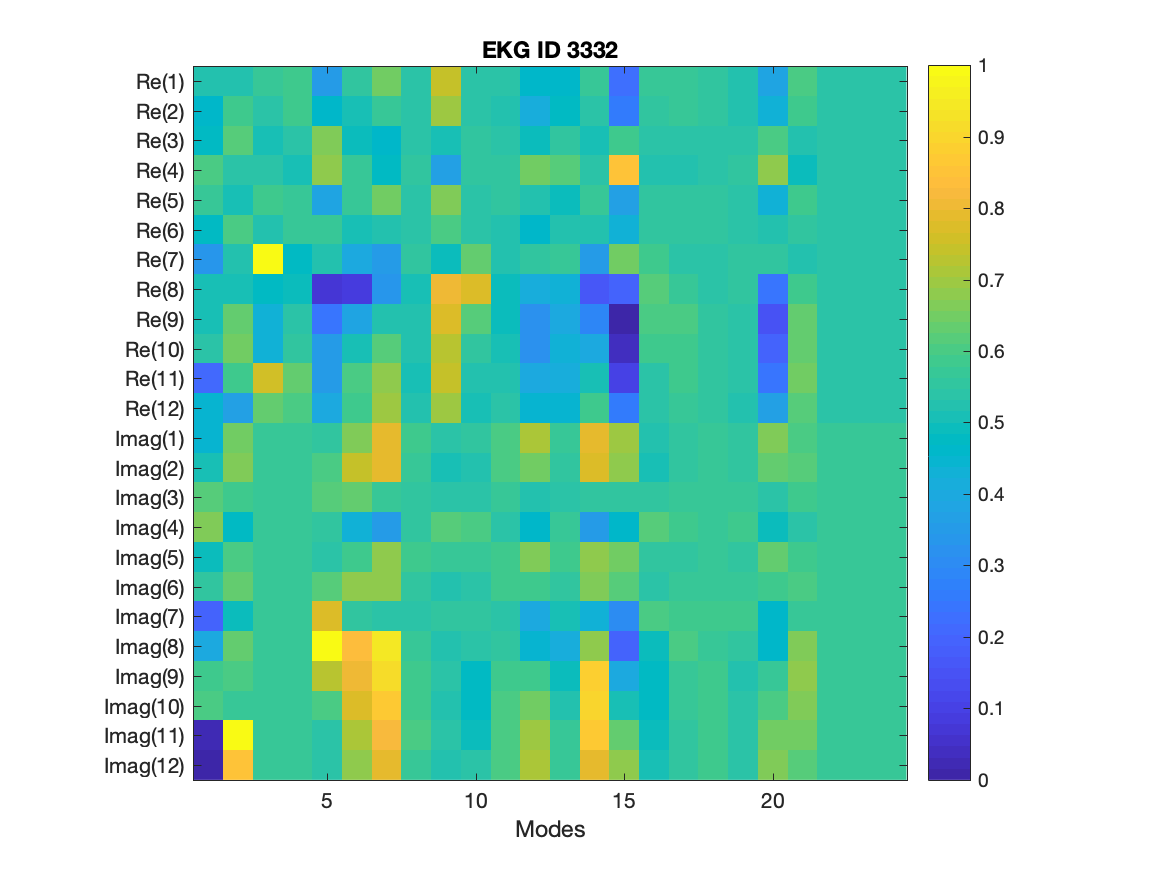 EKG ID 3332
Re(1)
Re(2)
Re(3)
Re(4)
Re(5)
Re(6)
Re(7)
Re(8)
Re(9)
Re(10)
Re(11)
Re(12)
Imag(1)
Imag(2)
Imag(3)
Imag(4)
Imag(5)
Imag(6)
Imag(7)
Imag(8)
Imag(9)
Imag(10)
Imag(11)
Imag(12)
5 10 15 20
Modes
1
0.9
0.8
0.7
0.6
0.5
0.4
0.3
0.2
0.1
0